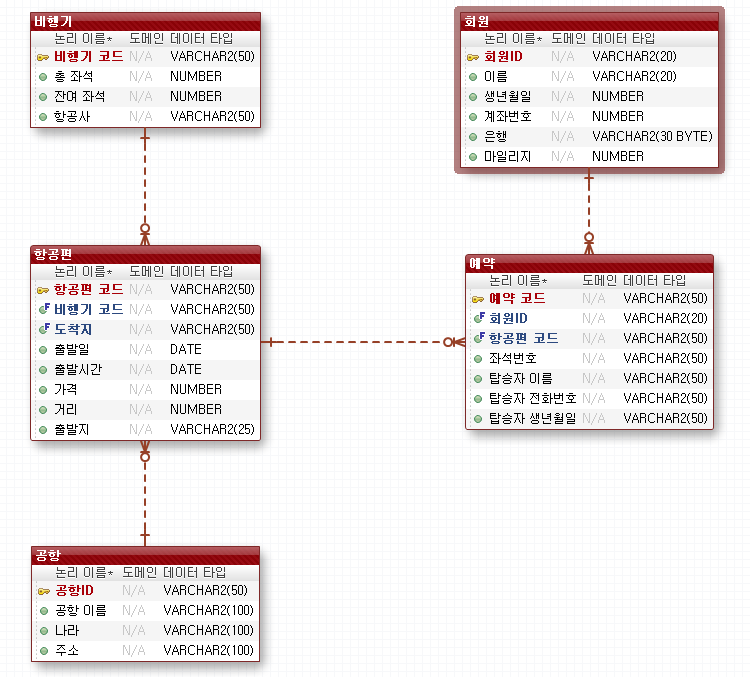 비행기
논리 이름* 도메인 데이터 타입
비행기 코드 N/A VARCHAR2(50)
총 좌석 N/A NUMBER
잔여 좌석 N/A NUMBER
항공사 N/A VARCHAR2(50)
회원
논리 이름* 도메인 데이터 타입
회원ID N/A VARCHAR2(20)
이름 N/A VARCHAR2(20)
생년월일 N/A NUMBER
계좌번호 N/A NUMBER
은행 N/A VARCHAR2(30 BYTE)
마일리지 N/A NUMBER
항공편
논리 이름* 도메인 데이터 타입
항공편 코드 N/A VARCHAR2(50)
비행기 코드 N/A VARCHAR2(50)
도착지 N/A VARCHAR2(50)
출발일 N/A DATE
출발시간 N/A DATE
가격 N/A NUMBER
거리 N/A NUMBER
출발지 N/A VARCHAR2(25)
예약
논리 이름* 도메인 데이터 타입
예약 코드 N/A VARCHAR2(50)
회원ID N/A VARCHAR2(20)
항공편 코드 N/A VARCHAR2(50)
좌석번호 N/A VARCHAR2(50)
탑승자 이름 N/A VARCHAR2(50)
탑승자 전화번호 N/A VARCHAR2(50)
탑승자 생년월일 N/A VARCHAR2(50)
공항
논리 이름* 도메인 데이터 타입
공항ID N/A VARCHAR2(50)
공항 이름 N/A VARCHAR2(100)
나라 N/A VARCHAR2(100)
주소 N/A VARCHAR2(100)